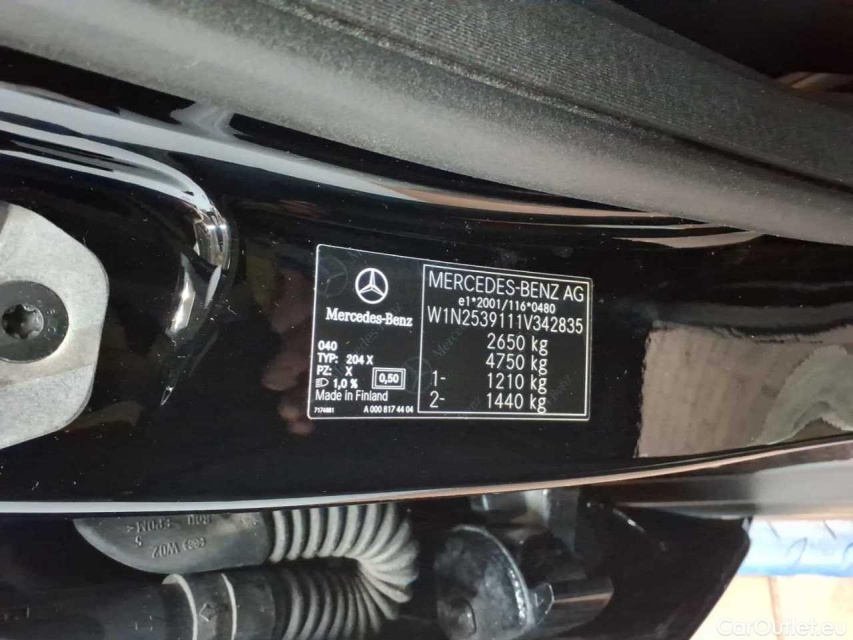 Mercedes-Benz
040
TYP: 204 X
PZ: X
1,0 %
0,50
Made in Finland
7174681
A 000 817 44 04
MERCEDES-BENZ AG
e1*2001/116*0480
W1N2539111V342835
2650 kg
4750 kg
1- 1210 kg
2- 1440 kg
CarOutlet.eu